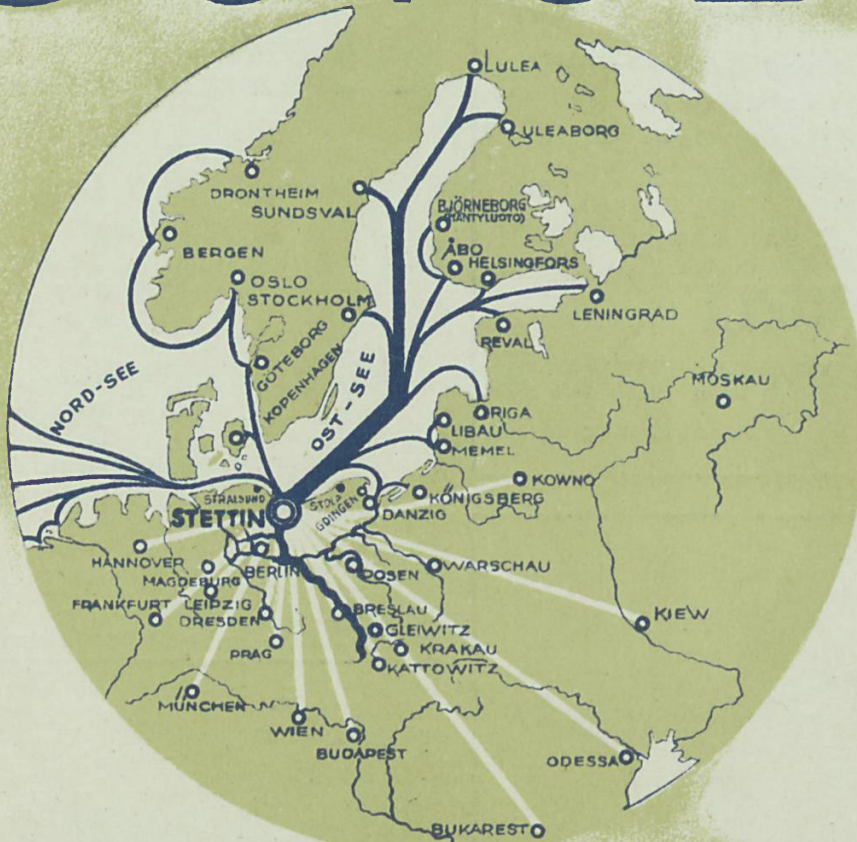 LULEA
ULEABORG
DRONTHEIM
SUNDSVAL
BJÖRNEBORG
(MÄNTYLUOTO)
BERGEN
ÅBO
HELSINGFORS
OSLO
STOCKHOLM
LENINGRAD
REVAL
GÖTEBORG
KOPENHAGEN
NORD-SEE
OST-SEE
MOSKAU
RIGA
LIBAU
MEMEL
KOWNO
KÖNIGSBERG
STRALSUND
STOLP
GDINGEN
DANZIG
STETTIN
HANNOVER
BERLIN
POSEN
WARSCHAU
MAGDEBURG
FRANKFURT
LEIPZIG
DRESDEN
BRESLAU
GLEIWITZ
KIEW
PRAG
KRAKAU
KATTOWITZ
MÜNCHEN
WIEN
BUDAPEST
ODESSA
BUKAREST